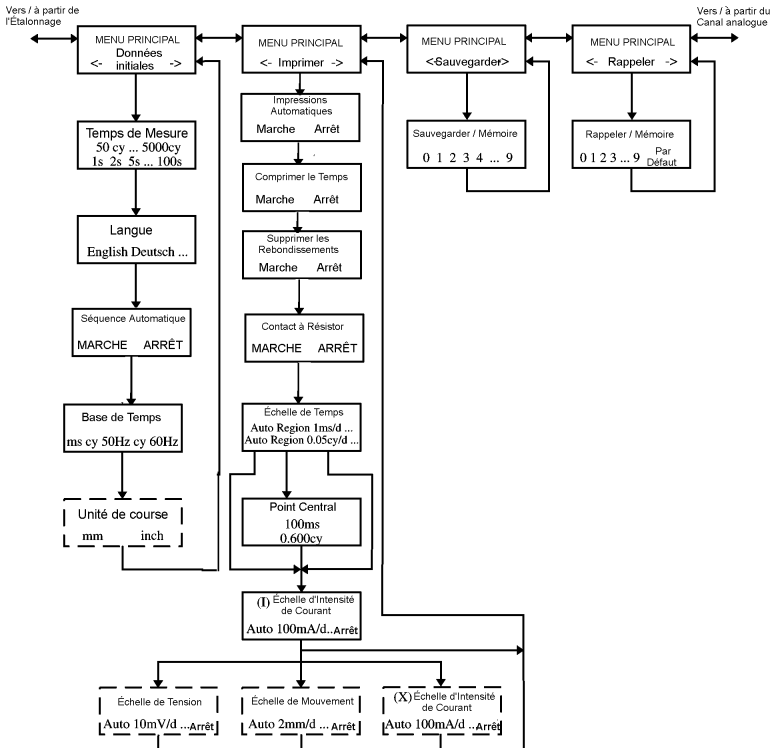 Vers / à partir de
l'Étalonnage
Vers / à partir du
Canal analogue
MENU PRINCIPAL
Données
<- initiales ->
MENU PRINCIPAL
<- Imprimer ->
MENU PRINCIPAL
<-Sauvegarder->
MENU PRINCIPAL
<- Rappeler ->
Temps de Mesure
50 cy ... 5000cy
1s 2s 5s ... 100s
Langue
English Deutsch ...
Séquence Automatique
MARCHE ARRÊT
Base de Temps
ms cy 50Hz cy 60Hz
Unité de course
mm inch
Impressions
Automatiques
Marche Arrêt
Comprimer le Temps
Marche Arrêt
Supprimer les
Rebondissements
Marche Arrêt
Contact à Résistor
MARCHE ARRÊT
Échelle de Temps
Auto Region 1ms/d ...
Auto Region 0.05cy/d ...
Point Central
100ms
0.600cy
(I) Échelle d'Intensité
de Courant
Auto 100mA/d..Arrêt
Sauvegarder / Mémoire
0 1 2 3 4 ... 9
Rappeler / Mémoire
0 1 2 3 ... 9 Par
Défaut
Échelle de Tension
Auto 10mV/d ...Arrêt
Échelle de Mouvement
Auto 2mm/d ...Arrêt
(X) Échelle d'Intensité
de Courant
Auto 100mA/d ..Arrêt